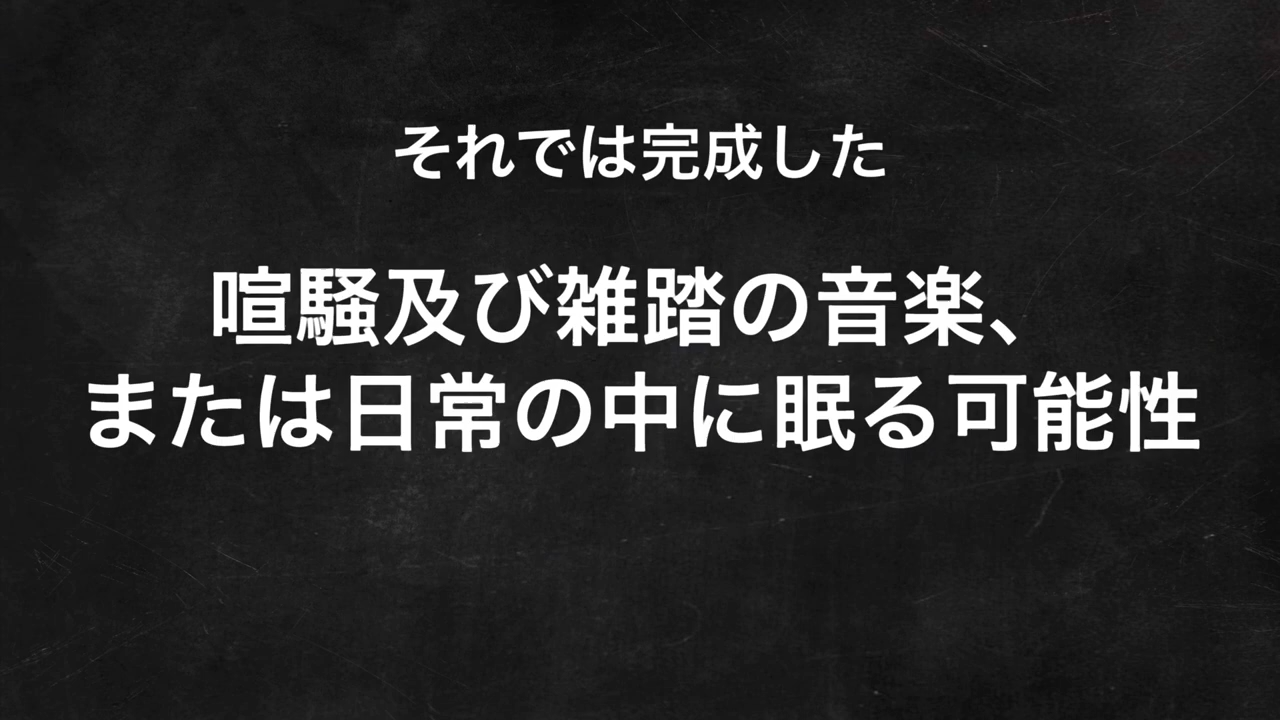 それでは完成した
喧騒及び雑踏の音楽、
または日常の中に眠る可能性